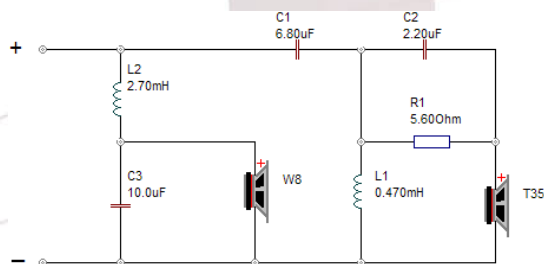 C1
6.80uF
C2
2.20uF
+
L2
2.70mH
R1
5.60Ohm
C3
10.0uF
W8
L1
0.470mH
T35
−